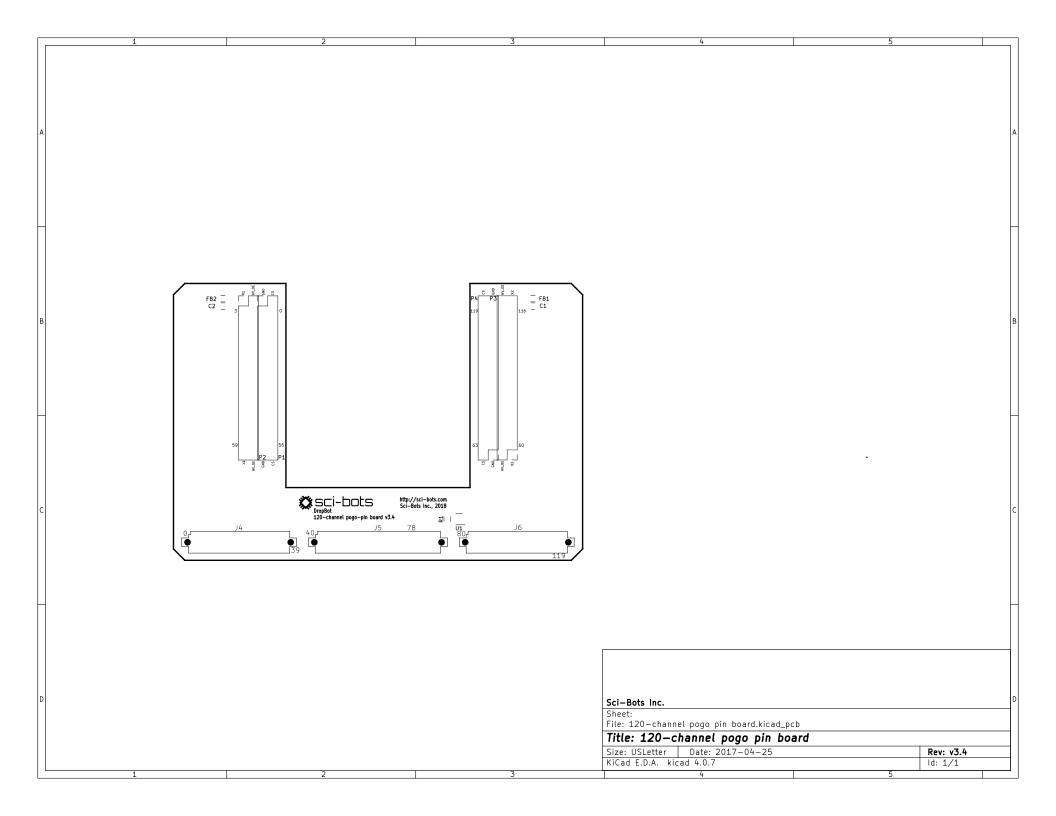 1 2 3 4 5
A A
B B
C C
D D
FB2
C2
3 0
59 56
P2 P1
GND
P4 P3
GND
FB1
C1
119 118
63 60
sci-bots
DropBot
120-channel pogo-pin board v3.4
http://sci-bots.com
Sci-Bots Inc., 2018
U1
J4 J5 78 J6
0 39 40 80 119
Sci-Bots Inc.
Sheet:
File: 120-channel pogo pin board.kicad_pcb
Title: 120-channel pogo pin board
Size: USLetter Date: 2017-04-25 Rev: v3.4
KiCad E.D.A. kicad 4.0.7 Id: 1/1
1 2 3 4 5